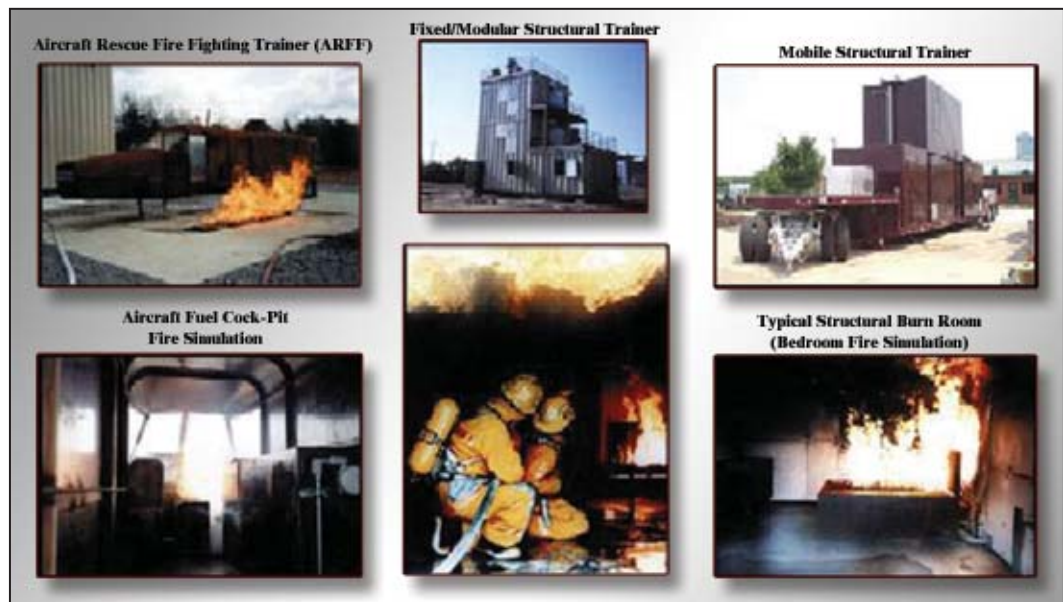 Aircraft Rescue Fire Fighting Trainer (ARFF)
Fixed/Modular Structural Trainer
Mobile Structural Trainer
Aircraft Fuel Cock-Pit
Fire Simulation
Typical Structural Burn Room
(Bedroom Fire Simulation)